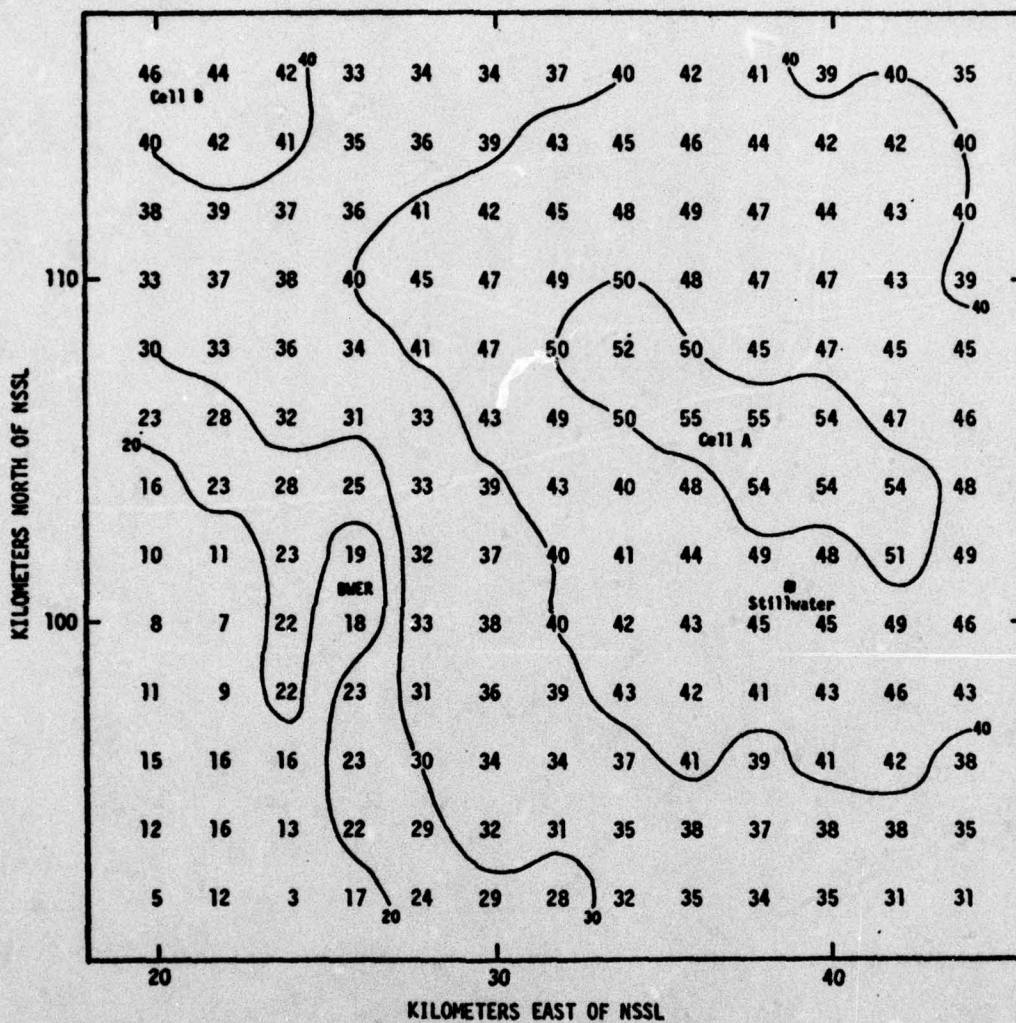 40 40
46 44 42 33 34 34 37 40 42 41 39 40 35
Cell B
40 42 41 35 36 39 43 45 46 44 42 42 40
38 39 37 36 41 42 45 48 49 47 44 43 40
110 33 37 38 40 45 47 49 50 48 47 47 43 39
40
30 33 36 34 41 47 50 52 50 45 47 45 45
23 28 32 31 33 43 49 50 55 55 54 47 46
20 Cell A
16 23 28 25 33 39 43 40 48 54 54 54 48
10 11 23 19 32 37 40 41 44 49 48 51 49
BWER
Stillwater
100 8 7 22 18 33 38 40 42 43 45 45 49 46
11 9 22 23 31 36 39 43 42 41 43 46 43
40
15 16 16 23 30 34 34 37 41 39 41 42 38
12 16 13 22 29 32 31 35 38 37 38 38 35
5 12 3 17 24 29 28 32 35 34 35 31 31
20 30
20 30 40
KILOMETERS EAST OF NSSL
KILOMETERS NORTH OF NSSL